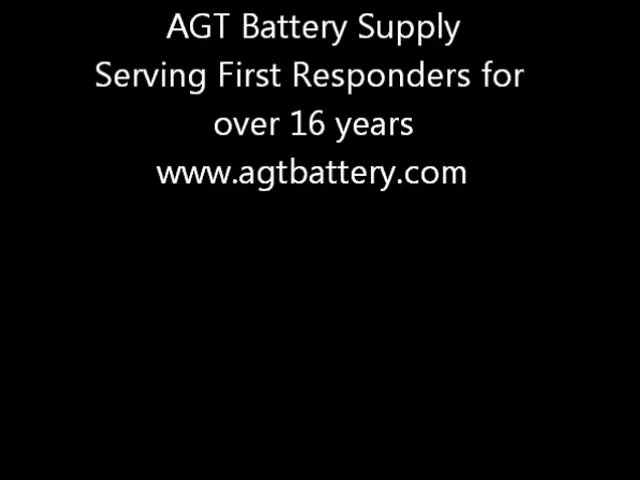 AGT Battery Supply
Serving First Responders for
over 16 years
www.agtbattery.com